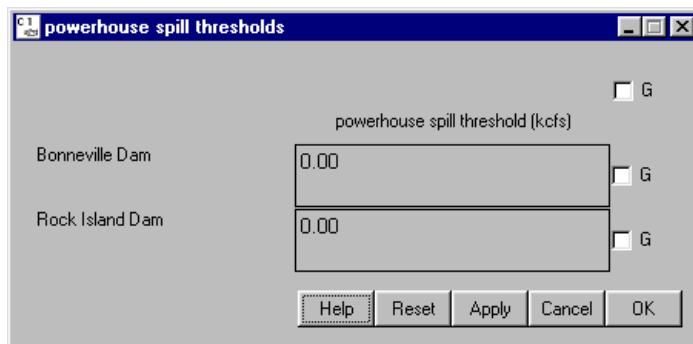 powerhouse spill thresholds
G
powerhouse spill threshold (kcfs)
Bonneville Dam
0.00
G
Rock Island Dam
0.00
G
Help Reset Apply Cancel OK